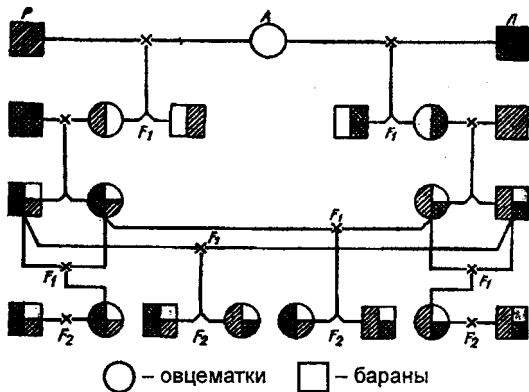 Р А Л
F₁ F₁
F₁
F₁ F₁ F₁
F₂ F₂ F₂ F₂
– овцематки – бараны